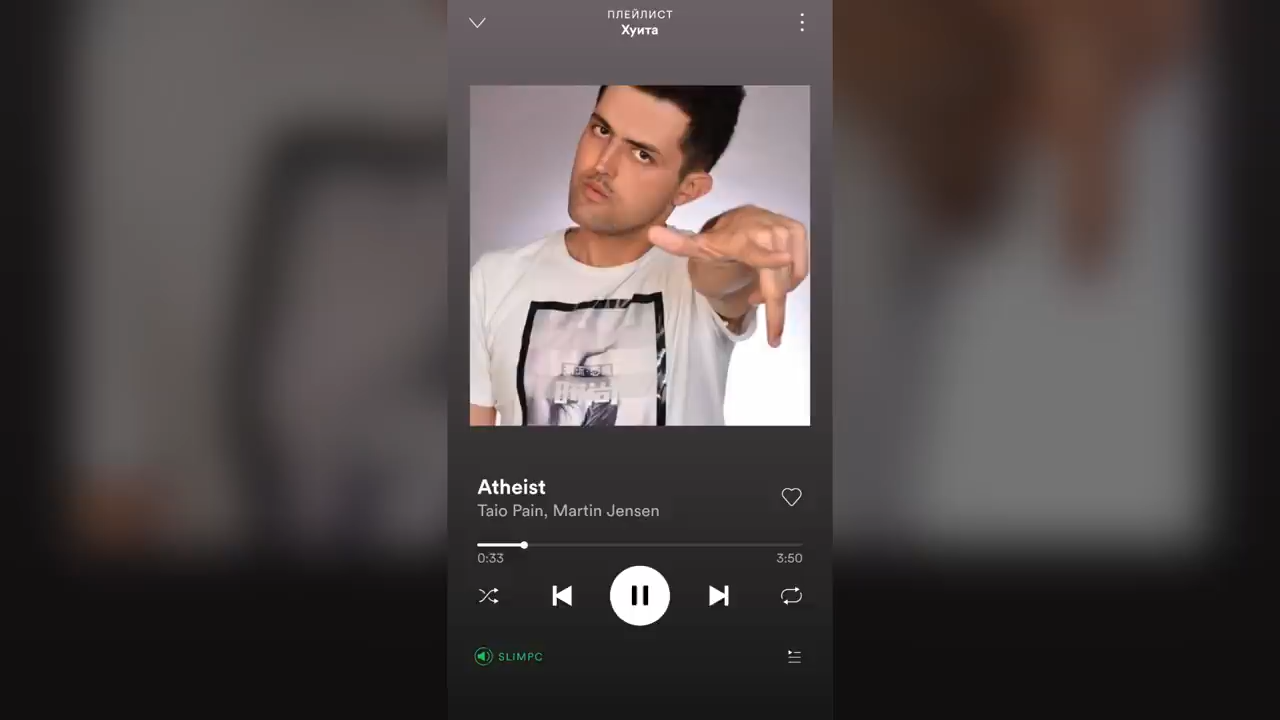 ПЛЕЙЛИСТ
Хуита
Atheist
Taio Pain, Martin Jensen
0:33
3:50
SLIMPC